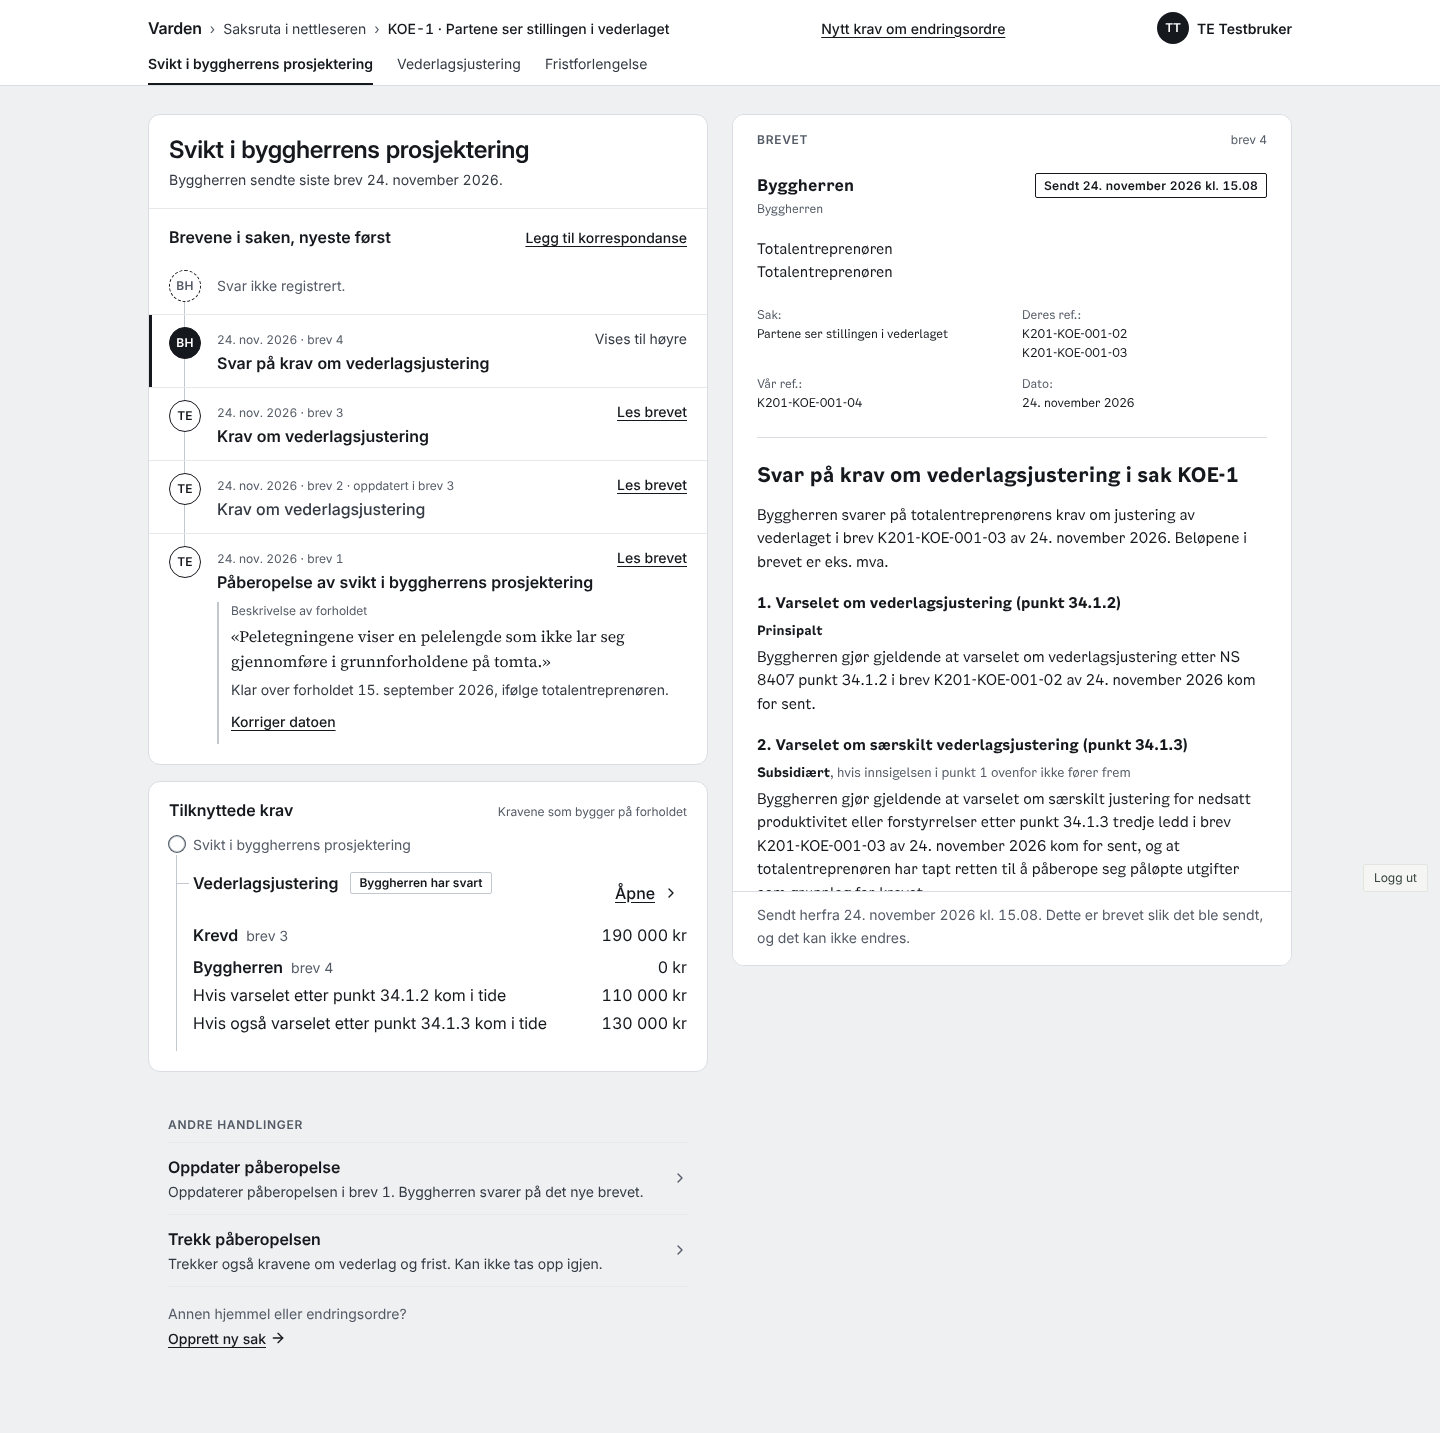 Varden › Saksruta i nettleseren › KOE-1 · Partene ser stillingen i vederlaget
Nytt krav om endringsordre
TT TE Testbruker
Svikt i byggherrens prosjektering Vederlagsjustering Fristforlengelse
Svikt i byggherrens prosjektering
Byggherren sendte siste brev 24. november 2026.
Brevene i saken, nyeste først Legg til korrespondanse
BH Svar ikke registrert.
BH 24. nov. 2026 · brev 4 Vises til høyre
Svar på krav om vederlagsjustering
TE 24. nov. 2026 · brev 3 Les brevet
Krav om vederlagsjustering
TE 24. nov. 2026 · brev 2 · oppdatert i brev 3 Les brevet
Krav om vederlagsjustering
TE 24. nov. 2026 · brev 1 Les brevet
Påberopelse av svikt i byggherrens prosjektering
Beskrivelse av forholdet
«Peletegningene viser en pelelengde som ikke lar seg
gjennomføre i grunnforholdene på tomta.»
Klar over forholdet 15. september 2026, ifølge totalentreprenøren.
Korriger datoen
Tilknyttede krav Kravene som bygger på forholdet
Svikt i byggherrens prosjektering
Vederlagsjustering Byggherren har svart Åpne
Krevd brev 3 190 000 kr
Byggherren brev 4 0 kr
Hvis varselet etter punkt 34.1.2 kom i tide 110 000 kr
Hvis også varselet etter punkt 34.1.3 kom i tide 130 000 kr
ANDRE HANDLINGER
Oppdater påberopelse
Oppdaterer påberopelsen i brev 1. Byggherren svarer på det nye brevet.
Trekk påberopelsen
Trekker også kravene om vederlag og frist. Kan ikke tas opp igjen.
Annen hjemmel eller endringsordre?
Opprett ny sak →
BREVET brev 4
Byggherren Sendt 24. november 2026 kl. 15.08
Byggherren
Totalentreprenøren
Totalentreprenøren
Sak: Deres ref.:
Partene ser stillingen i vederlaget K201-KOE-001-02
K201-KOE-001-03
Vår ref.: Dato:
K201-KOE-001-04 24. november 2026
Svar på krav om vederlagsjustering i sak KOE-1
Byggherren svarer på totalentreprenørens krav om justering av
vederlaget i brev K201-KOE-001-03 av 24. november 2026. Beløpene i
brevet er eks. mva.
1. Varselet om vederlagsjustering (punkt 34.1.2)
Prinsipalt
Byggherren gjør gjeldende at varselet om vederlagsjustering etter NS
8407 punkt 34.1.2 i brev K201-KOE-001-02 av 24. november 2026 kom
for sent.
2. Varselet om særskilt vederlagsjustering (punkt 34.1.3)
Subsidiært, hvis innsigelsen i punkt 1 ovenfor ikke fører frem
Byggherren gjør gjeldende at varselet om særskilt justering for nedsatt
produktivitet eller forstyrrelser etter punkt 34.1.3 tredje ledd i brev
K201-KOE-001-03 av 24. november 2026 kom for sent, og at
totalentreprenøren har tapt retten til å påberope seg påløpte utgifter
som grunnlag for kravet.
Sendt herfra 24. november 2026 kl. 15.08. Dette er brevet slik det ble sendt,
og det kan ikke endres.
Logg ut